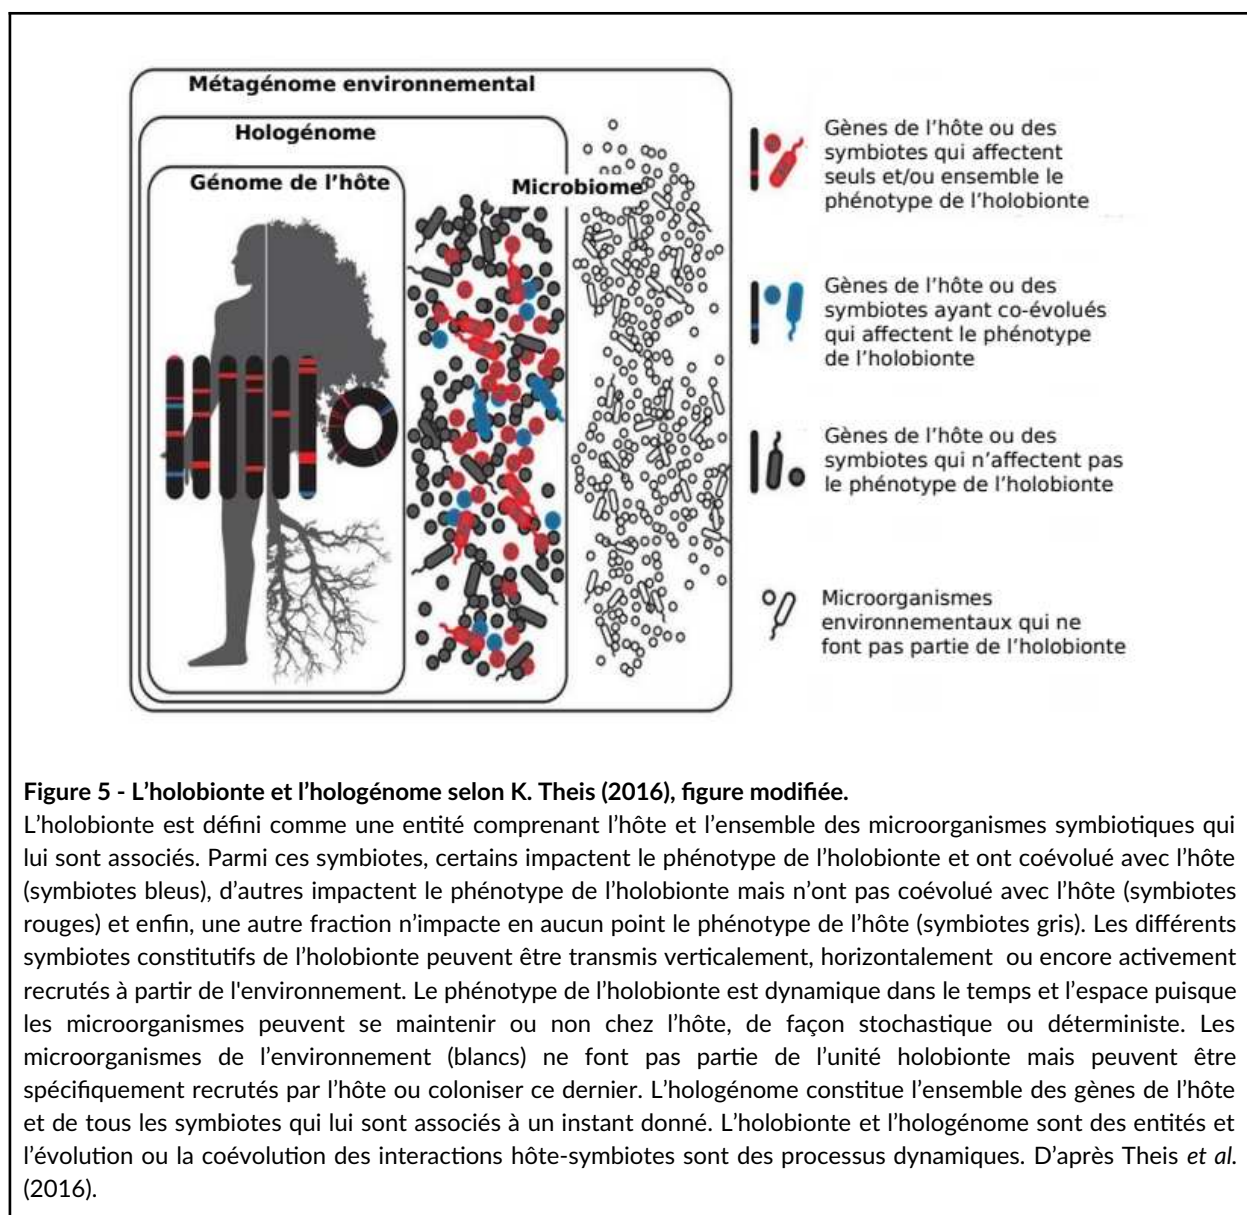 Métagénome environnemental
Hologénome
Génome de l’hôte
Microbiome
Gènes de l’hôte ou des
symbiotes qui affectent
seuls et/ou ensemble le
phénotype de l’holobionte
Gènes de l’hôte ou des
symbiotes ayant co-évolués
qui affectent le phénotype
de l’holobionte
Gènes de l’hôte ou des
symbiotes qui n’affectent pas
le phénotype de l’holobionte
Microorganismes
environnementaux qui ne
font pas partie de l’holobionte
Figure 5 - L’holobionte et l’hologénome selon K. Theis (2016), figure modifiée.
L’holobionte est défini comme une entité comprenant l’hôte et l’ensemble des microorganismes symbiotiques qui
lui sont associés. Parmi ces symbiotes, certains impactent le phénotype de l’holobionte et ont coévolué avec l’hôte
(symbiotes bleus), d’autres impactent le phénotype de l’holobionte mais n’ont pas coévolué avec l’hôte (symbiotes
rouges) et enfin, une autre fraction n’impacte en aucun point le phénotype de l’hôte (symbiotes gris). Les différents
symbiotes constitutifs de l’holobionte peuvent être transmis verticalement, horizontalement ou encore activement
recrutés à partir de l'environnement. Le phénotype de l’holobionte est dynamique dans le temps et l’espace puisque
les microorganismes peuvent se maintenir ou non chez l’hôte, de façon stochastique ou déterministe. Les
microorganismes de l’environnement (blancs) ne font pas partie de l’unité holobionte mais peuvent être
spécifiquement recrutés par l’hôte ou coloniser ce dernier. L’hologénome constitue l’ensemble des gènes de l’hôte
et de tous les symbiotes qui lui sont associés à un instant donné. L’holobionte et l’hologénome sont des entités et
l’évolution ou la coévolution des interactions hôte-symbiotes sont des processus dynamiques. D’après Theis et al.
(2016).